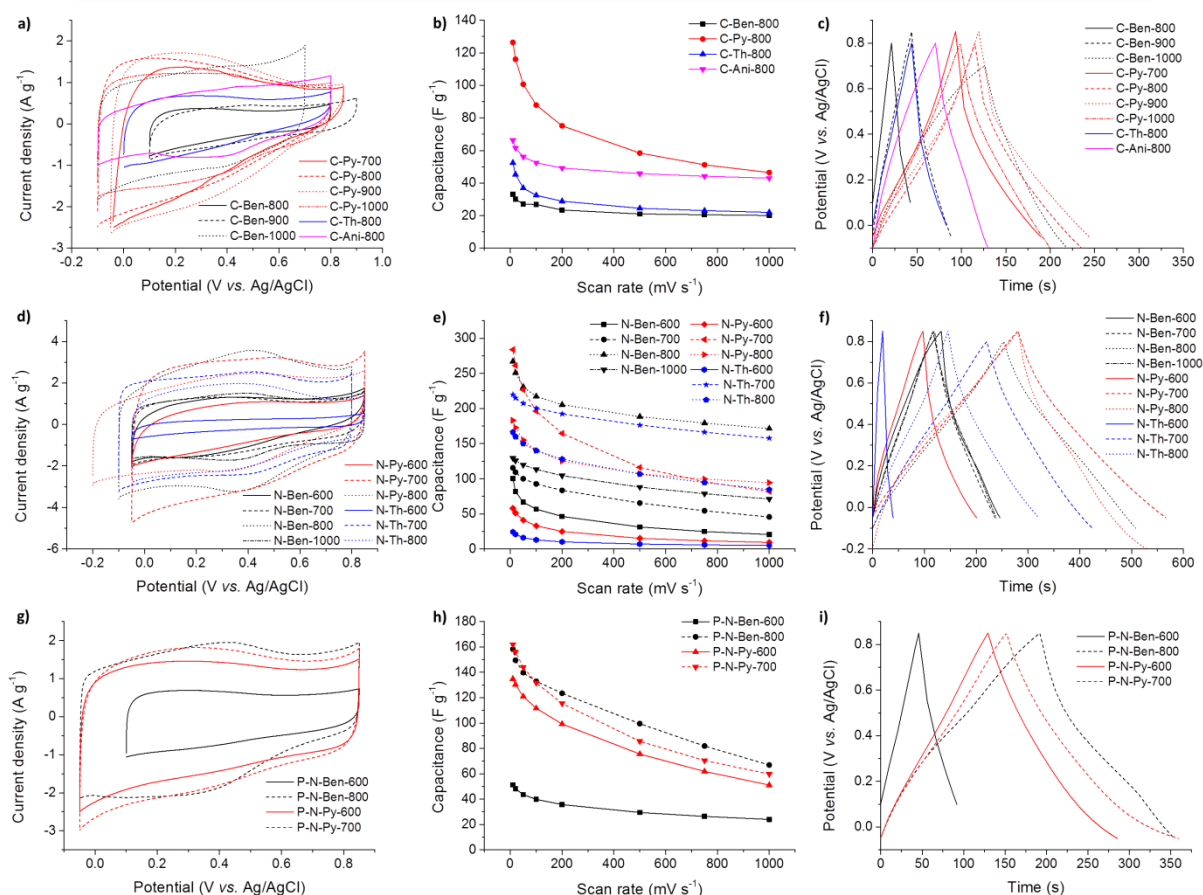 a)
Current density (A g⁻¹)
2
1
0
-1
-2
-3
-0.2 0.0 0.2 0.4 0.6 0.8 1.0
Potential (V vs. Ag/AgCl)
C-Py-700
C-Py-800
C-Py-900
C-Ben-800 C-Py-1000
C-Ben-900 C-Th-800
C-Ben-1000 C-Ani-800
b)
Capacitance (F g⁻¹)
150
120
90
60
30
0
0 200 400 600 800 1000
Scan rate (mV s⁻¹)
C-Ben-800
C-Py-800
C-Th-800
C-Ani-800
c)
Potential (V vs. Ag/AgCl)
0.8
0.6
0.4
0.2
0.0
0 50 100 150 200 250 300 350
Time (s)
C-Ben-800
C-Ben-900
C-Ben-1000
C-Py-700
C-Py-800
C-Py-900
C-Py-1000
C-Th-800
C-Ani-800
d)
Current density (A g⁻¹)
6
4
2
0
-2
-4
-6
-0.2 0.0 0.2 0.4 0.6 0.8
Potential (V vs. Ag/AgCl)
N-Py-600
N-Py-700
N-Ben-600 N-Py-800
N-Ben-700 N-Th-600
N-Ben-800 N-Th-700
N-Ben-1000 N-Th-800
e)
Capacitance (F g⁻¹)
300
250
200
150
100
50
0
0 200 400 600 800 1000
Scan rate (mV s⁻¹)
N-Ben-600 N-Py-600
N-Ben-700 N-Py-700
N-Ben-800 N-Py-800
N-Ben-1000 N-Th-600
N-Th-700
N-Th-800
f)
Potential (V vs. Ag/AgCl)
0.8
0.6
0.4
0.2
0.0
-0.2
0 100 200 300 400 500 600
Time (s)
N-Ben-600
N-Ben-700
N-Ben-800
N-Ben-1000
N-Py-600
N-Py-700
N-Py-800
N-Th-600
N-Th-700
N-Th-800
g)
Current density (A g⁻¹)
2
1
0
-1
-2
-3
0.0 0.2 0.4 0.6 0.8
Potential (V vs. Ag/AgCl)
P-N-Ben-600
P-N-Ben-800
P-N-Py-600
P-N-Py-700
h)
Capacitance (F g⁻¹)
180
160
140
120
100
80
60
40
20
0
0 200 400 600 800 1000
Scan rate (mV s⁻¹)
P-N-Ben-600
P-N-Ben-800
P-N-Py-600
P-N-Py-700
i)
Potential (V vs. Ag/AgCl)
0.8
0.6
0.4
0.2
0.0
0 50 100 150 200 250 300 350
Time (s)
P-N-Ben-600
P-N-Ben-800
P-N-Py-600
P-N-Py-700